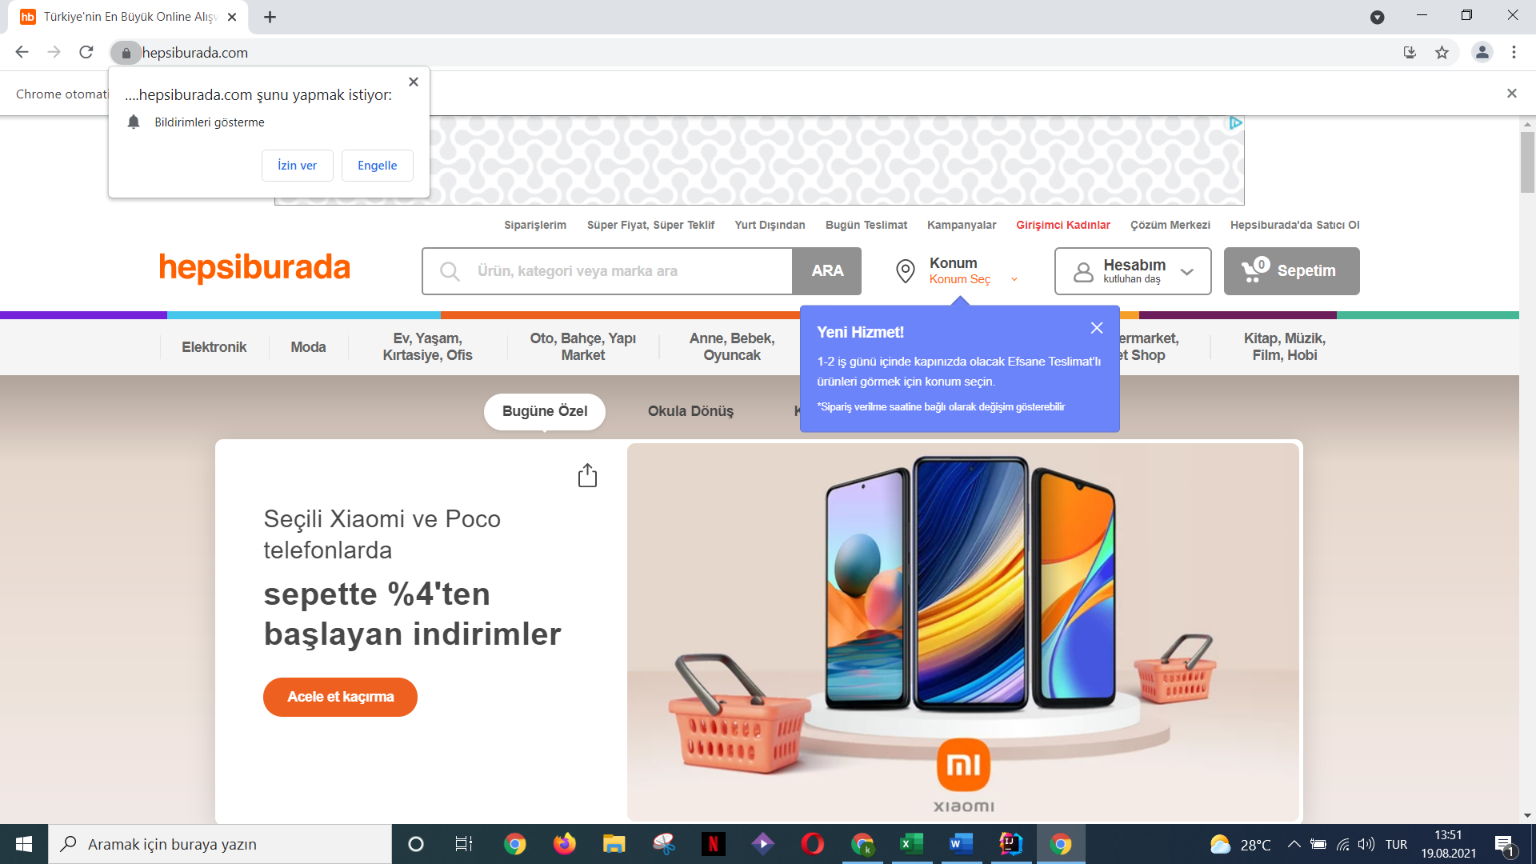 hb Türkiye'nin En Büyük Online Alışv
hepsiburada.com
Chrome otomati
....hepsiburada.com şunu yapmak istiyor:
Bildirimleri gösterme
İzin ver Engelle
Siparişlerim Süper Fiyat, Süper Teklif Yurt Dışından Bugün Teslimat Kampanyalar Girişimci Kadınlar Çözüm Merkezi Hepsiburada'da Satıcı Ol
hepsiburada
Ürün, kategori veya marka ara
ARA
Konum
Konum Seç
Hesabım
kutluhan daş
0 Sepetim
Elektronik
Moda
Ev, Yaşam,
Kırtasiye, Ofis
Oto, Bahçe, Yapı
Market
Anne, Bebek,
Oyuncak
ermarket,
et Shop
Kitap, Müzik,
Film, Hobi
Yeni Hizmet!
1-2 iş günü içinde kapınızda olacak Efsane Teslimat'lı
ürünleri görmek için konum seçin.
*Sipariş verilme saatine bağlı olarak değişim gösterebilir
Bugüne Özel Okula Dönüş K
Seçili Xiaomi ve Poco
telefonlarda
sepette %4'ten
başlayan indirimler
Acele et kaçırma
mi
xiaomi
Aramak için buraya yazın
N
k
X
W
IJ
28°C
TUR
13:51
19.08.2021
1